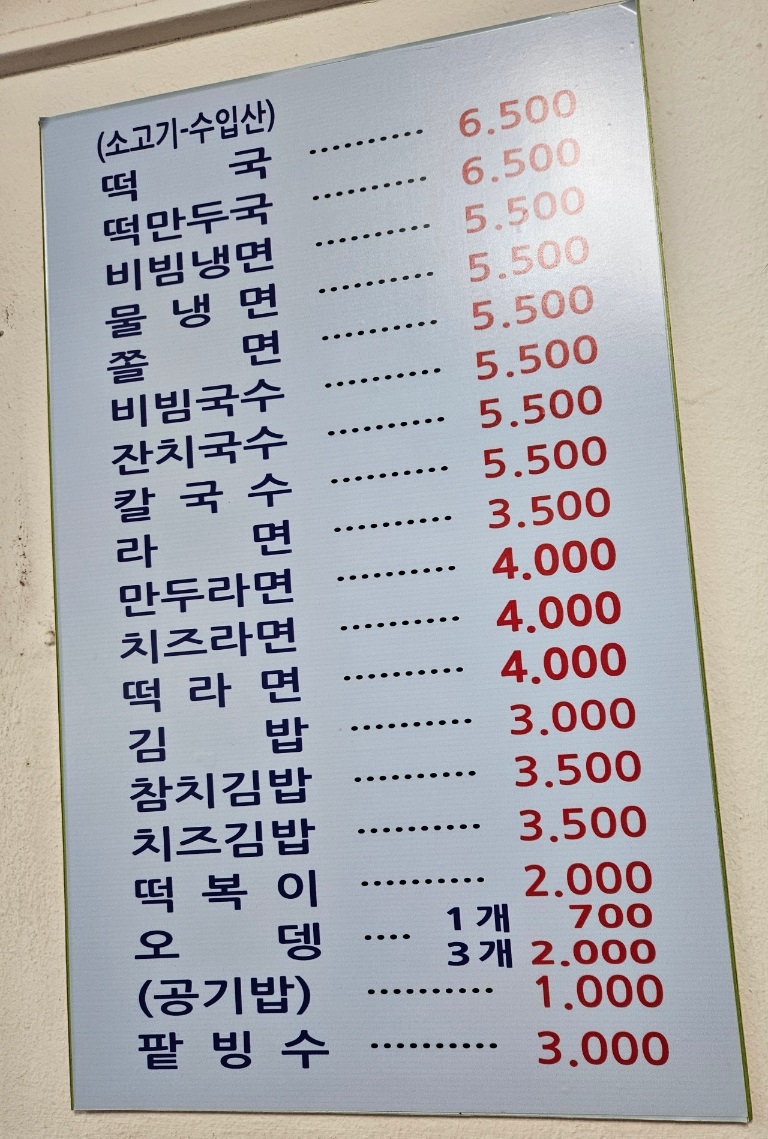 (소고기-수입산)
떡 국 .......... 6.500
떡만두국 .......... 6.500
비빔냉면 .......... 5.500
물 냉 면 .......... 5.500
쫄 면 .......... 5.500
비빔국수 .......... 5.500
잔치국수 .......... 5.500
칼 국 수 .......... 5.500
라 면 .......... 3.500
만두라면 .......... 4.000
치즈라면 .......... 4.000
떡 라 면 .......... 4.000
김 밥 .......... 3.000
참치김밥 .......... 3.500
치즈김밥 .......... 3.500
떡 복 이 .......... 2.000
오 뎅 .... 1개 700
3개 2.000
(공기밥) .......... 1.000
팥 빙 수 .......... 3.000